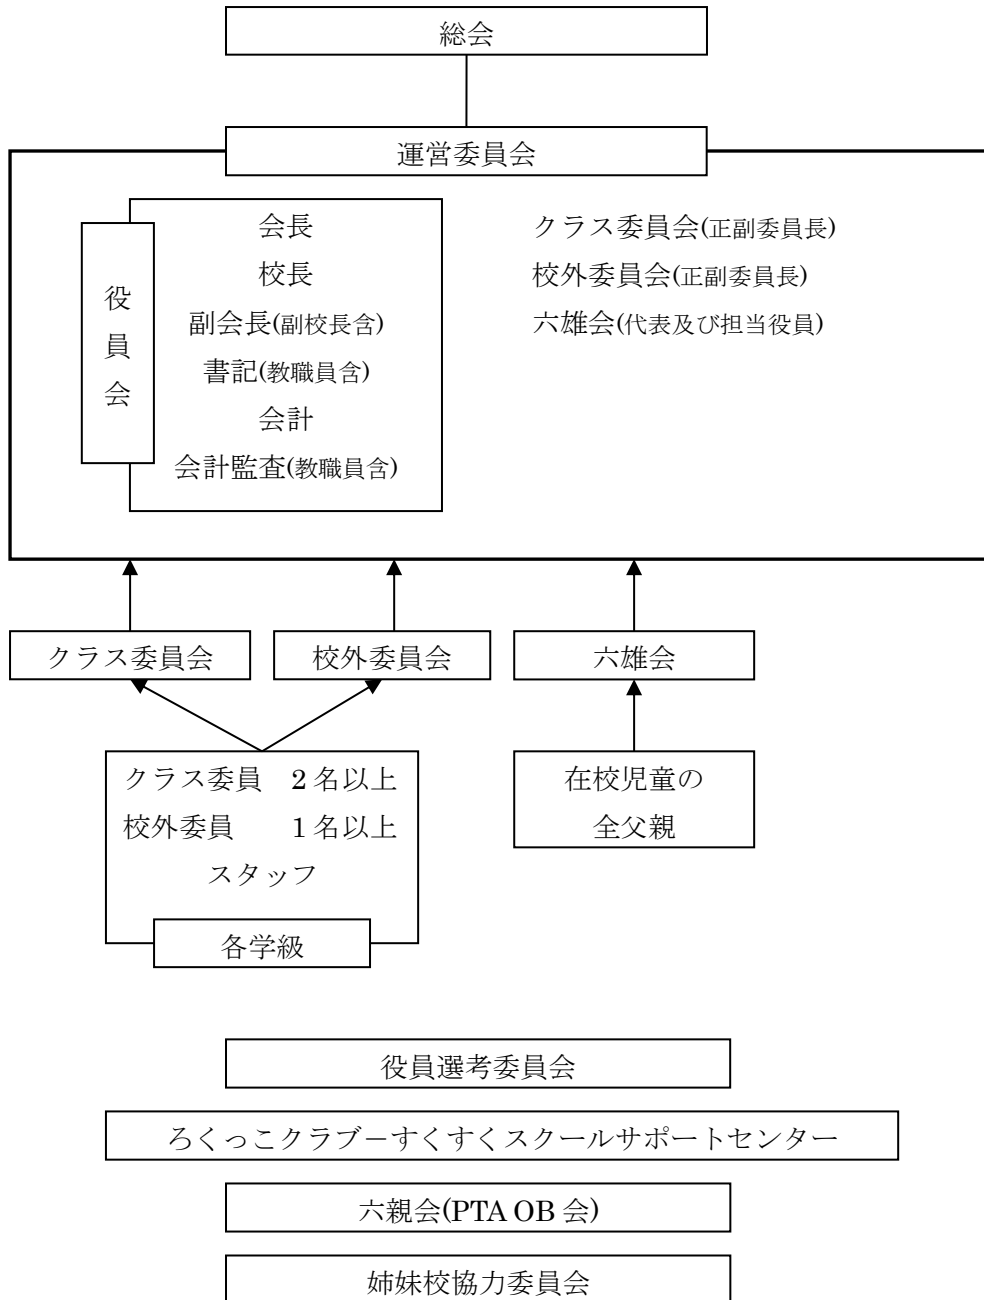 総会
運営委員会
役員会
会長
校長
副会長(副校長含)
書記(教職員含)
会計
会計監査(教職員含)
クラス委員会(正副委員長)
校外委員会(正副委員長)
六雄会(代表及び担当役員)
クラス委員会
校外委員会
六雄会
クラス委員 2名以上
校外委員 1名以上
スタッフ
各学級
在校児童の
全父親
役員選考委員会
ろくっこクラブ－すくすくスクールサポートセンター
六親会(PTA OB 会)
姉妹校協力委員会